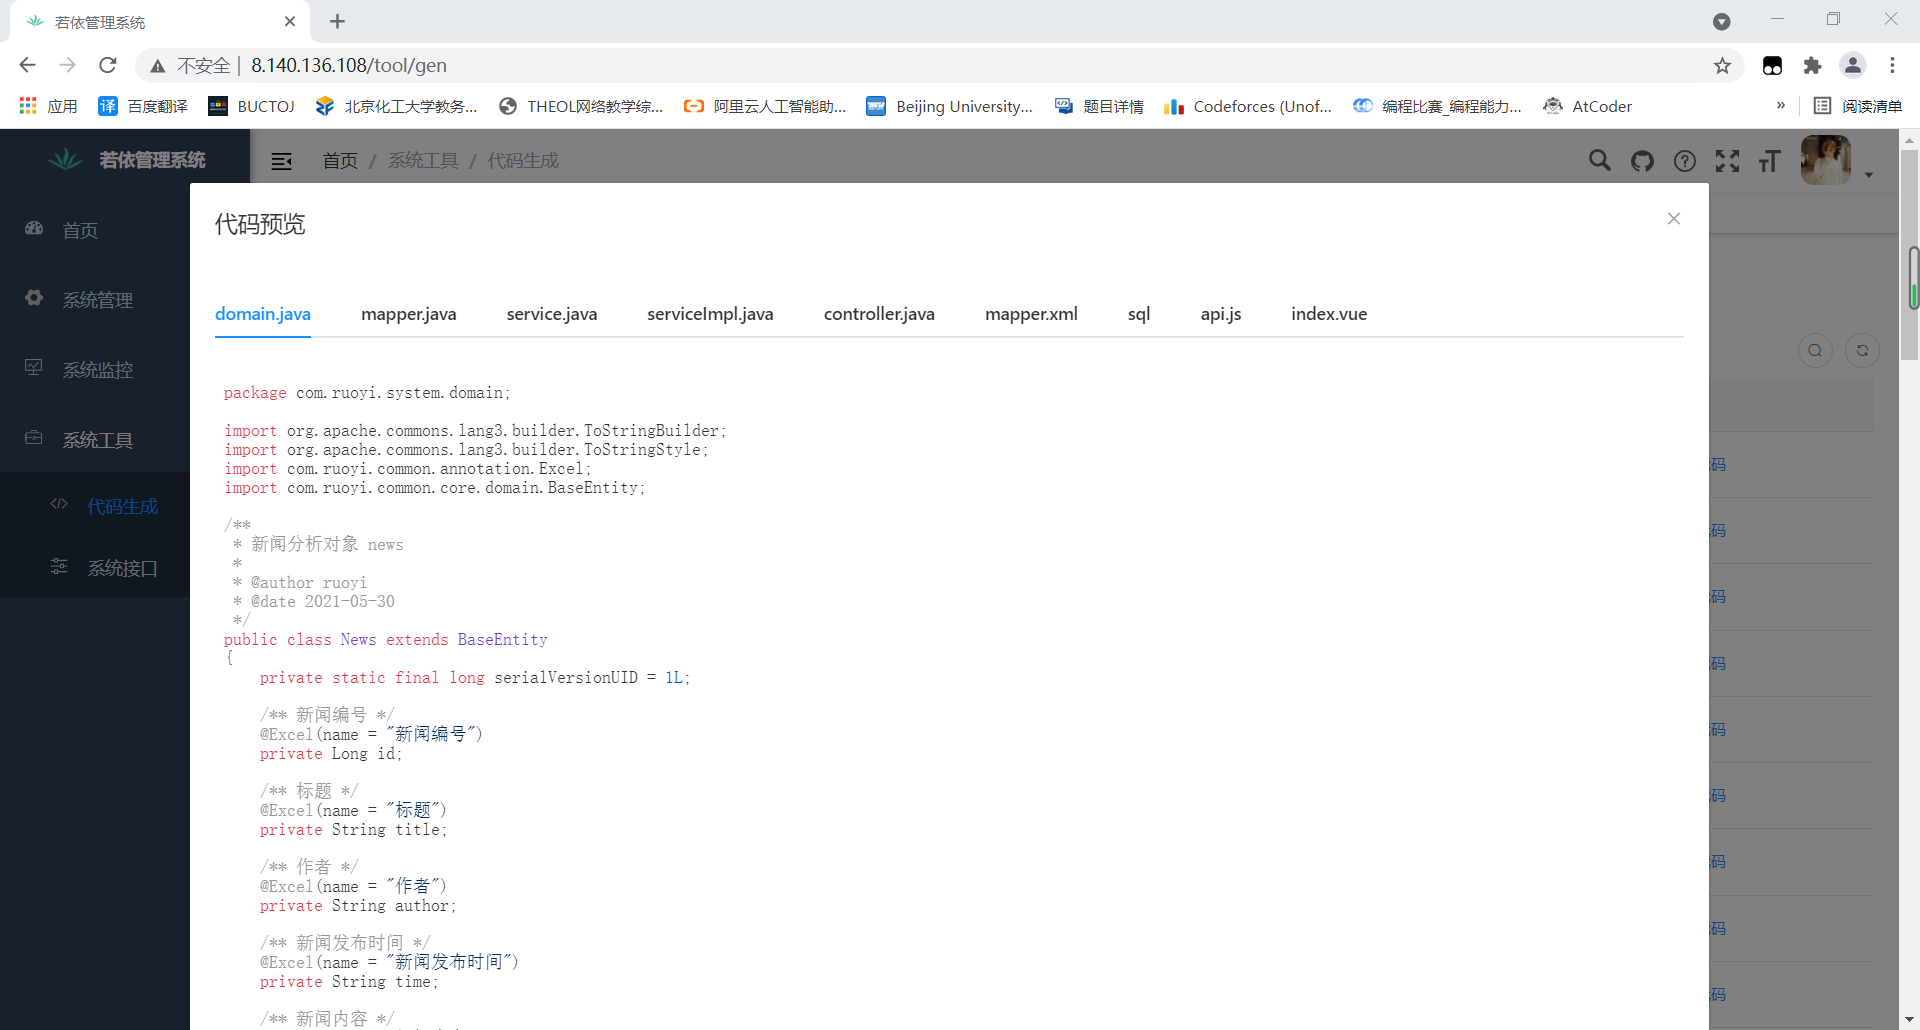 若依管理系统
不安全 | 8.140.136.108/tool/gen
应用 百度翻译 BUCTOJ 北京化工大学教务... THEOL网络教学综... 阿里云人工智能助... Beijing University... 题目详情 Codeforces (Unof... 编程比赛_编程能力... AtCoder » 阅读清单
若依管理系统 首页 / 系统工具 / 代码生成
首页
系统管理
系统监控
系统工具
代码生成
系统接口
代码预览
domain.java mapper.java service.java serviceImpl.java controller.java mapper.xml sql api.js index.vue
package com.ruoyi.system.domain;
import org.apache.commons.lang3.builder.ToStringBuilder;
import org.apache.commons.lang3.builder.ToStringStyle;
import com.ruoyi.common.annotation.Excel;
import com.ruoyi.common.core.domain.BaseEntity;
/**
 * 新闻分析对象 news
 *
 * @author ruoyi
 * @date 2021-05-30
 */
public class News extends BaseEntity
{
    private static final long serialVersionUID = 1L;
    /** 新闻编号 */
    @Excel(name = "新闻编号")
    private Long id;
    /** 标题 */
    @Excel(name = "标题")
    private String title;
    /** 作者 */
    @Excel(name = "作者")
    private String author;
    /** 新闻发布时间 */
    @Excel(name = "新闻发布时间")
    private String time;
    /** 新闻内容 */
码
码
码
码
码
码
码
码
码